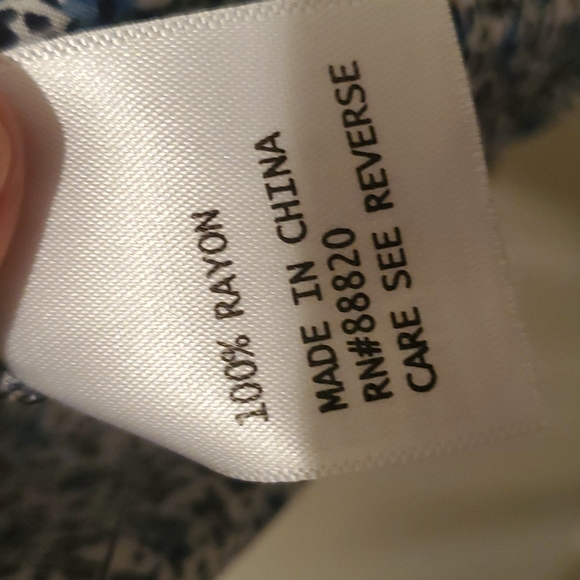 100% RAYON
MADE IN CHINA
RN#88820
CARE SEE REVERSE